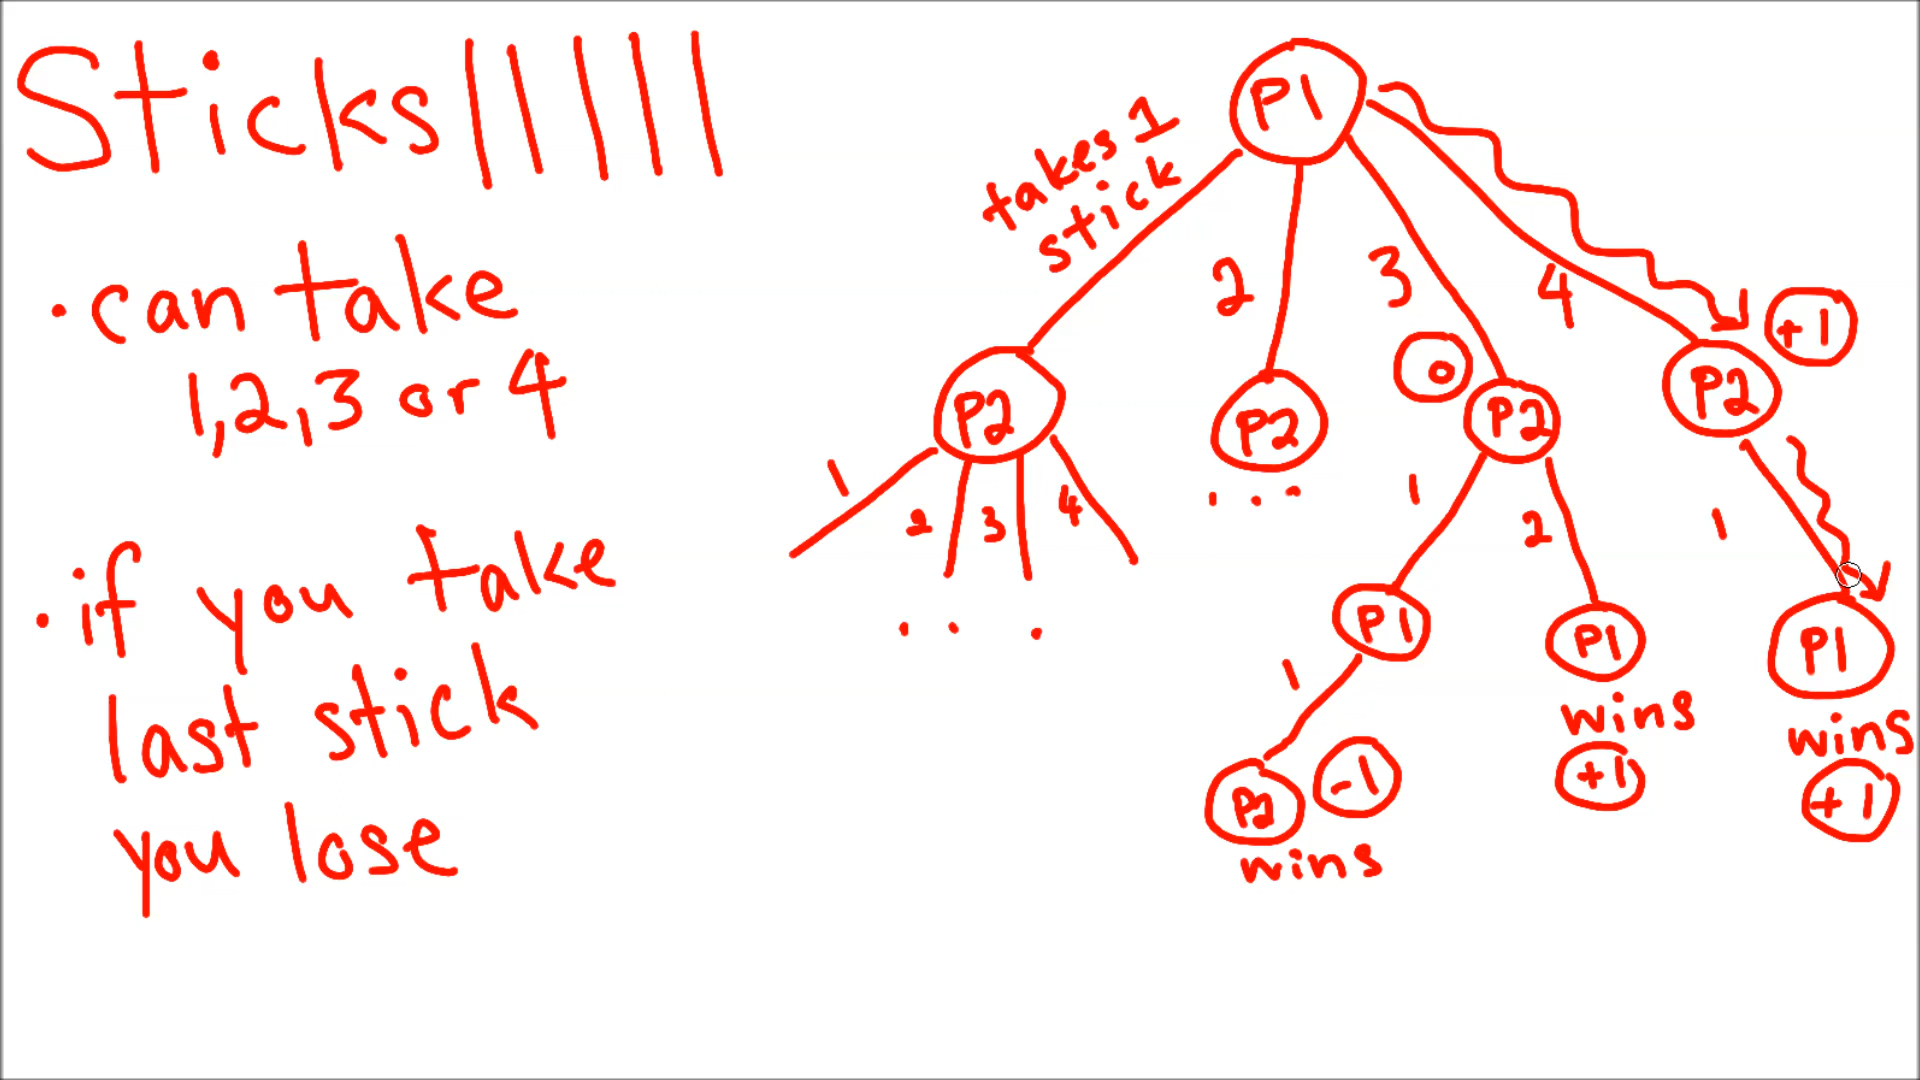 Sticks |||||
• can take
1,2,3 or 4
• if you take
last stick
you lose
P1
takes 1
stick
2
3
4
+1
0
P2
P2
P2
P2
1
2
3
4
. . .
. . .
1
2
1
P1
P1
P1
1
wins
+1
wins
+1
P2
-1
wins